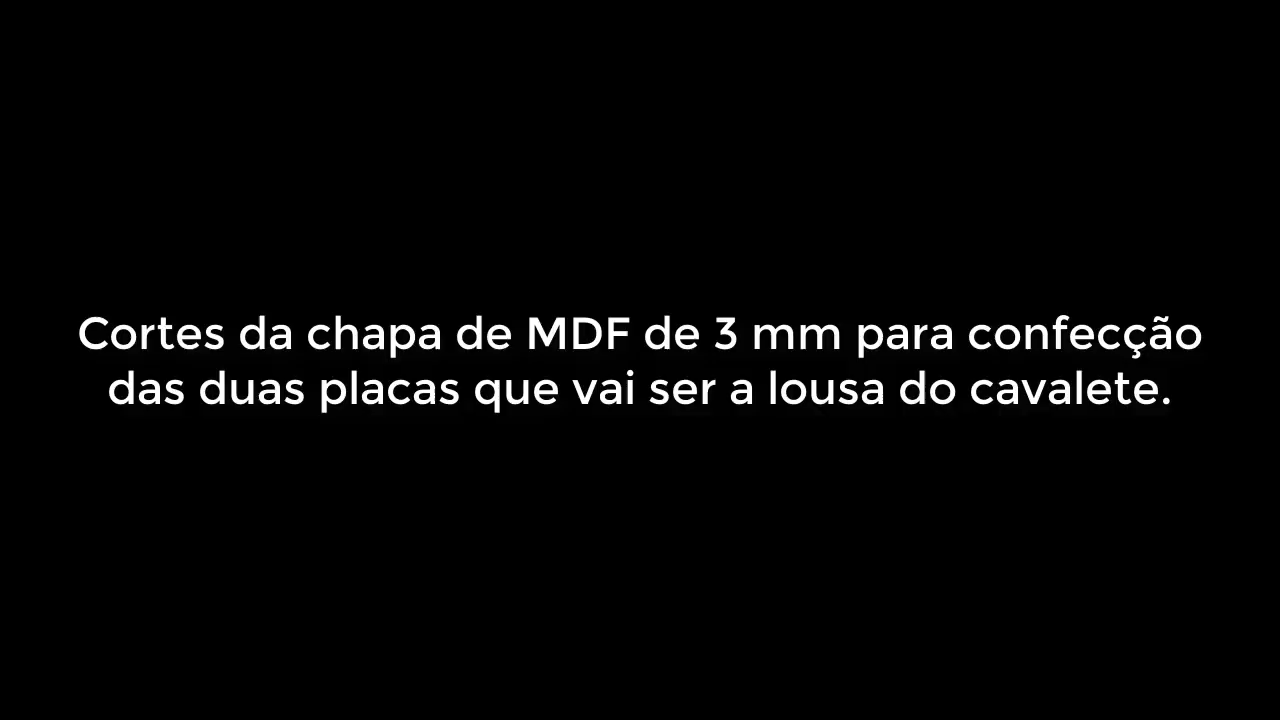 Cortes da chapa de MDF de 3 mm para confecção
das duas placas que vai ser a lousa do cavalete.